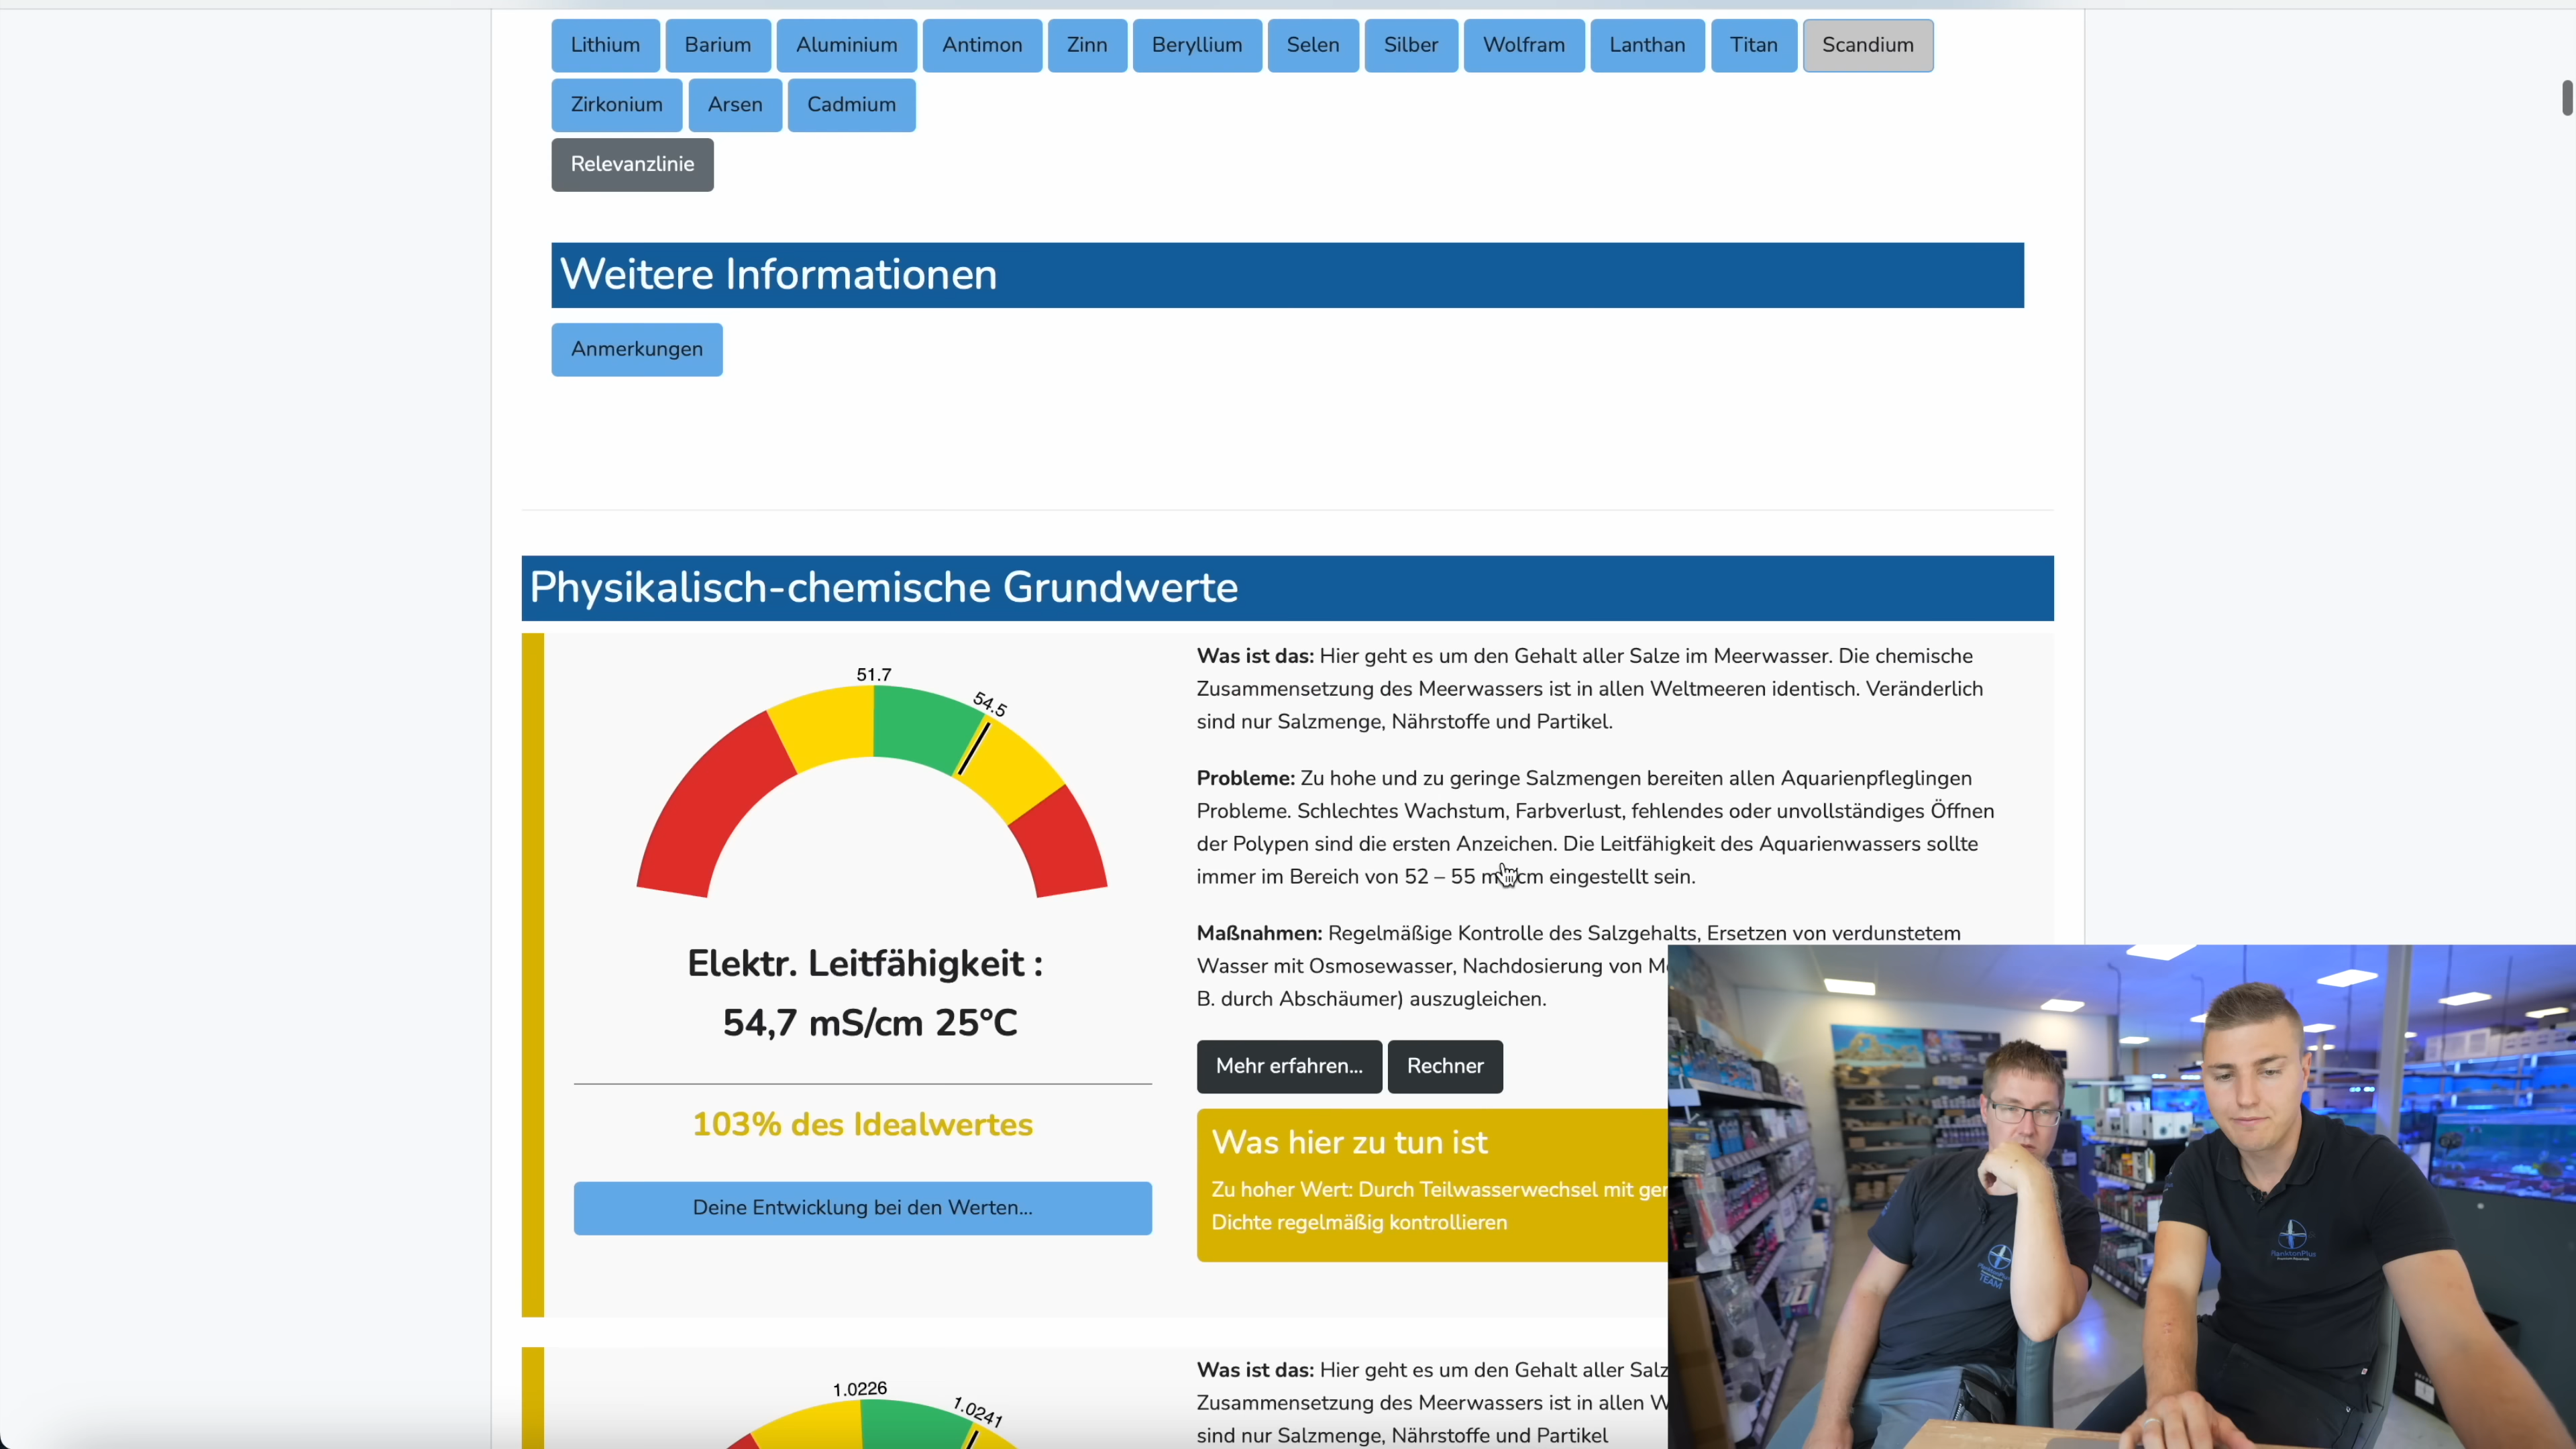 Lithium Barium Aluminium Antimon Zinn Beryllium Selen Silber Wolfram Lanthan Titan Scandium
Zirkonium Arsen Cadmium
Relevanzlinie
Weitere Informationen
Anmerkungen
Physikalisch-chemische Grundwerte
51.7
54.5
Elektr. Leitfähigkeit :
54,7 mS/cm 25°C
103% des Idealwertes
Deine Entwicklung bei den Werten...
Was ist das: Hier geht es um den Gehalt aller Salze im Meerwasser. Die chemische
Zusammensetzung des Meerwassers ist in allen Weltmeeren identisch. Veränderlich
sind nur Salzmenge, Nährstoffe und Partikel.
Probleme: Zu hohe und zu geringe Salzmengen bereiten allen Aquarienpfleglingen
Probleme. Schlechtes Wachstum, Farbverlust, fehlendes oder unvollständiges Öffnen
der Polypen sind die ersten Anzeichen. Die Leitfähigkeit des Aquarienwassers sollte
immer im Bereich von 52 – 55 cm eingestellt sein.
Maßnahmen: Regelmäßige Kontrolle des Salzgehalts, Ersetzen von verdunstetem
Wasser mit Osmosewasser, Nachdosierung von
B. durch Abschäumer) auszugleichen.
Mehr erfahren... Rechner
Was hier zu tun ist
Zu hoher Wert: Durch Teilwasserwechsel mit
Dichte regelmäßig kontrollieren
1.0226
1.0241
Was ist das: Hier geht es um den Gehalt aller Salz
Zusammensetzung des Meerwassers ist in allen W
sind nur Salzmenge, Nährstoffe und Partikel
PlanktonPlus
TEAM
PlanktonPlus